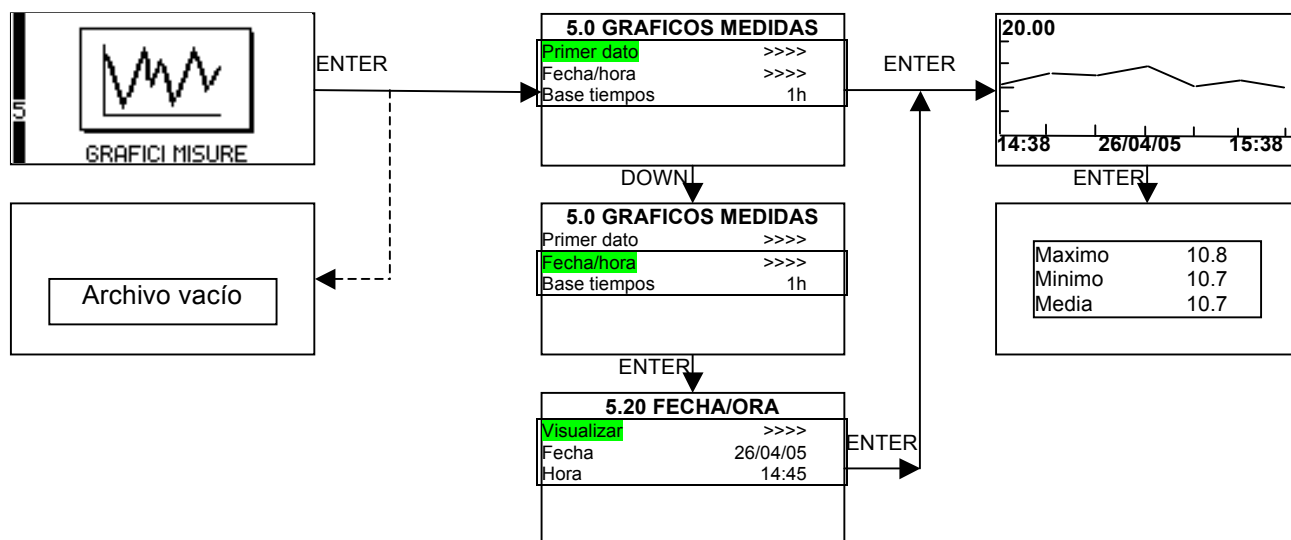 5
GRAFICI MISURE
ENTER
Archivo vacío
5.0 GRAFICOS MEDIDAS
Primer dato >>>>
Fecha/hora >>>>
Base tiempos 1h
DOWN
5.0 GRAFICOS MEDIDAS
Primer dato >>>>
Fecha/hora >>>>
Base tiempos 1h
ENTER
5.20 FECHA/ORA
Visualizar >>>>
Fecha 26/04/05
Hora 14:45
ENTER
ENTER
20.00
14:38 26/04/05 15:38
ENTER
Maximo 10.8
Minimo 10.7
Media 10.7